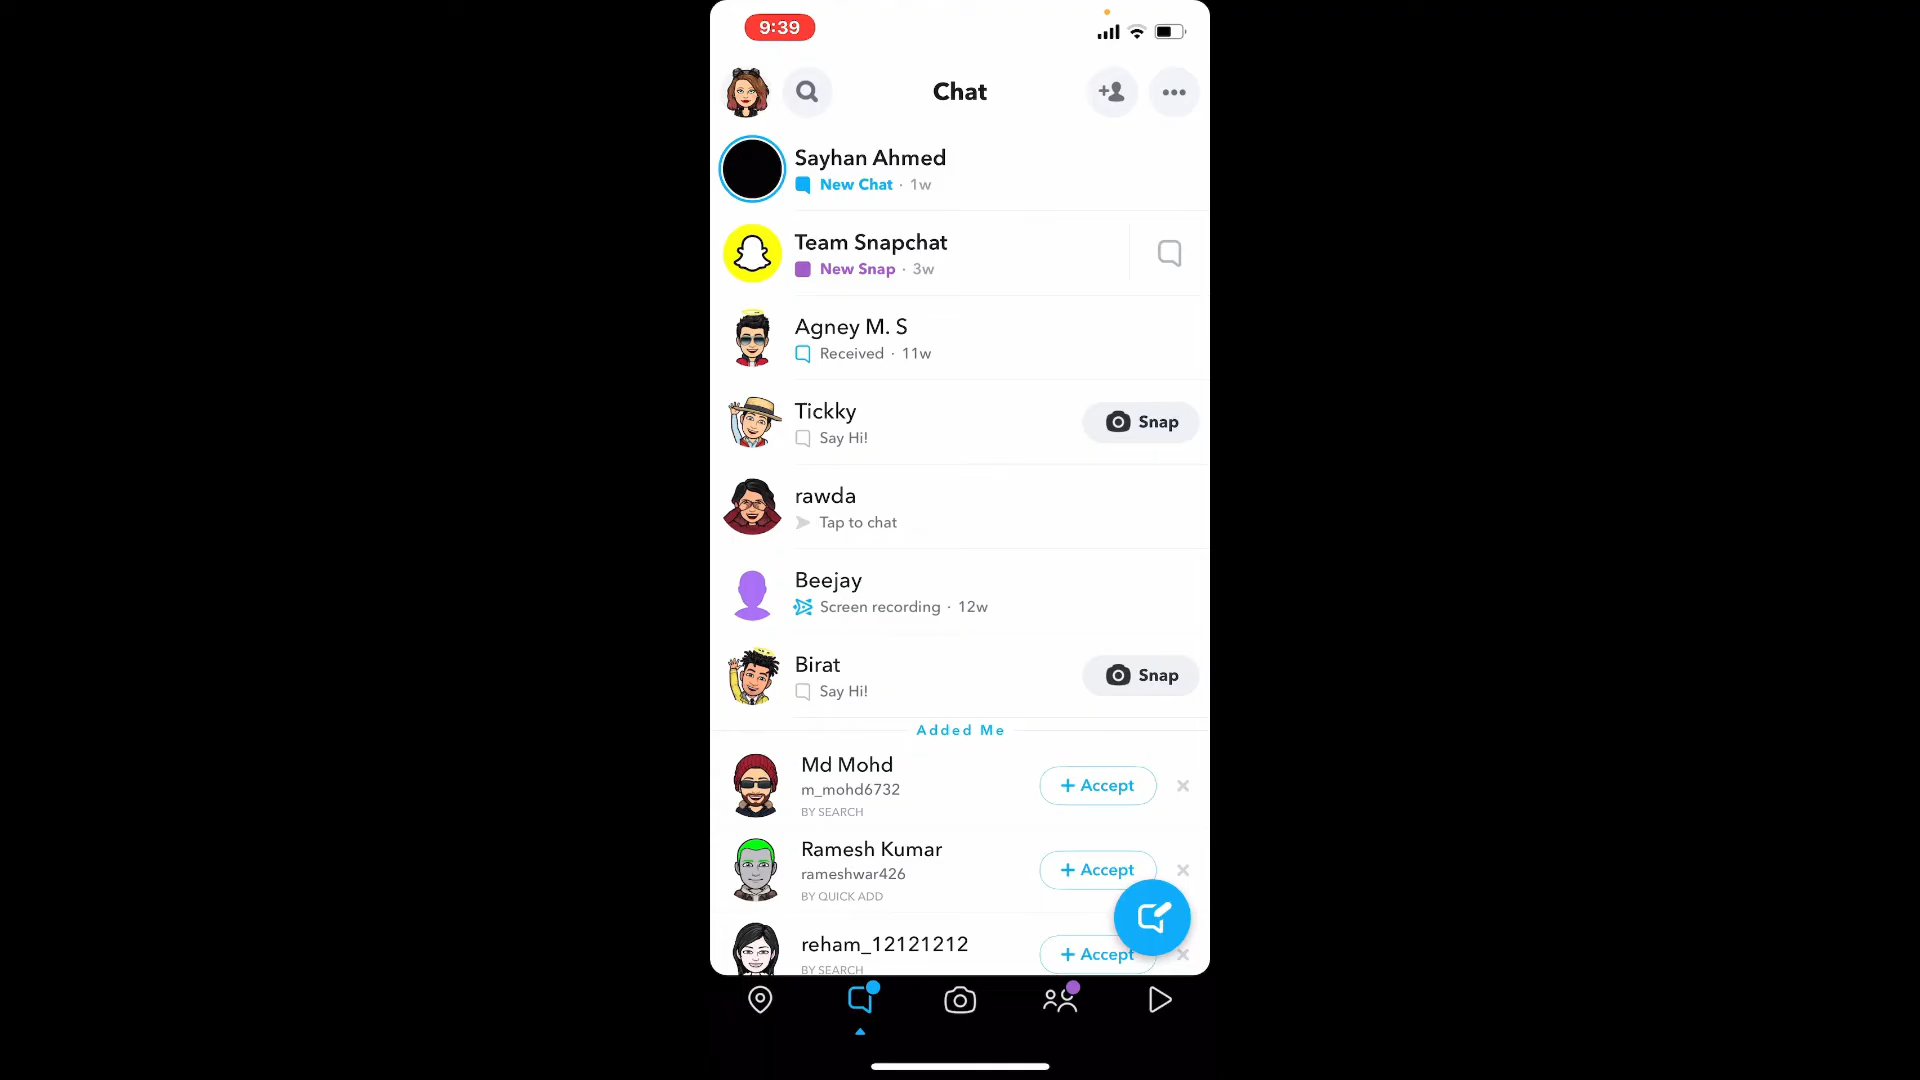 9:39
Chat
Sayhan Ahmed
New Chat · 1w
Team Snapchat
New Snap · 3w
Agney M. S
Received · 11w
Tickky
Say Hi!
Snap
rawda
Tap to chat
Beejay
Screen recording · 12w
Birat
Say Hi!
Snap
Added Me
Md Mohd
m_mohd6732
BY SEARCH
+ Accept
Ramesh Kumar
rameshwar426
BY QUICK ADD
+ Accept
reham_12121212
BY SEARCH
+ Accept